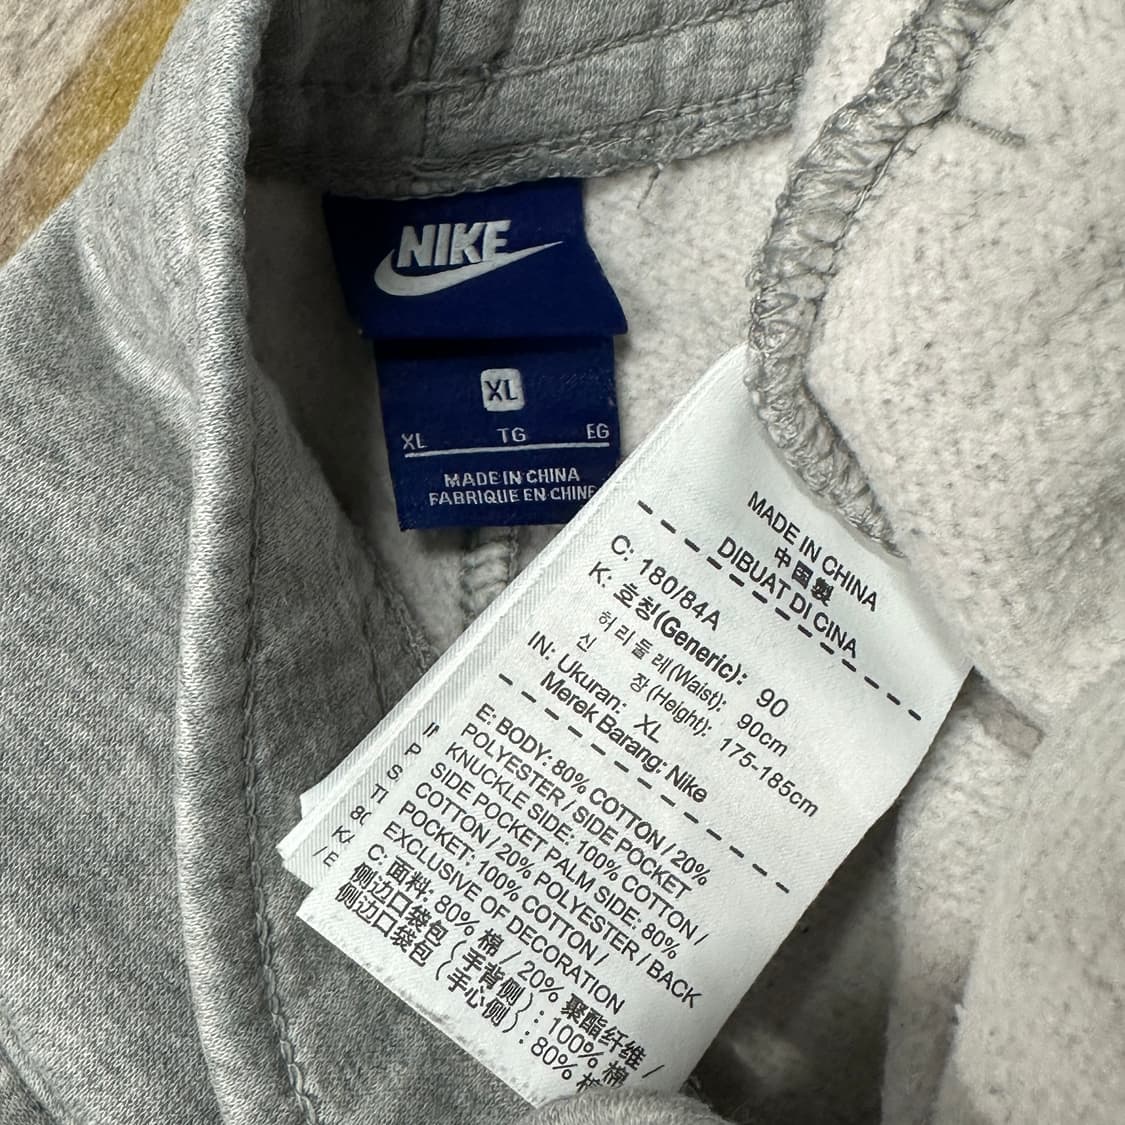 NIKE
XL
XL TG EG
MADE IN CHINA
FABRIQUE EN CHINE
MADE IN CHINA
中国製
DIBUAT DI CINA
C: 180/84A
K: 호칭(Generic): 90
허리둘레(Waist): 90cm
신 장(Height): 175-185cm
IN: Ukuran: XL
Merek Barang: Nike
E: BODY: 80% COTTON / 20%
POLYESTER / SIDE POCKET
KNUCKLE SIDE: 100% COTTON /
SIDE POCKET PALM SIDE: 80%
COTTON / 20% POLYESTER / BACK
POCKET: 100% COTTON /
EXCLUSIVE OF DECORATION
C: 面料: 80% 棉 / 20% 聚酯纤维 /
侧边口袋包 (手背侧) : 100% 棉
侧边口袋包 (手心侧) : 80% 棉